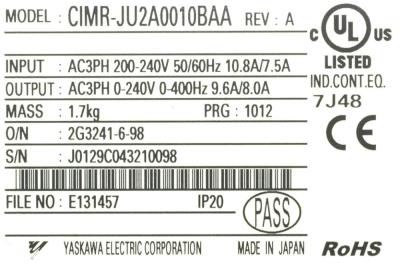 MODEL : CIMR-JU2A0010BAA REV : A
C UL US
LISTED
IND.CONT.EQ.
7J48
CE
INPUT : AC3PH 200-240V 50/60Hz 10.8A/7.5A
OUTPUT : AC3PH 0-240V 0-400Hz 9.6A/8.0A
MASS : 1.7kg PRG : 1012
O/N : 2G3241-6-98
S/N : J0129C043210098
FILE NO : E131457 IP20
PASS
YASKAWA ELECTRIC CORPORATION MADE IN JAPAN RoHS